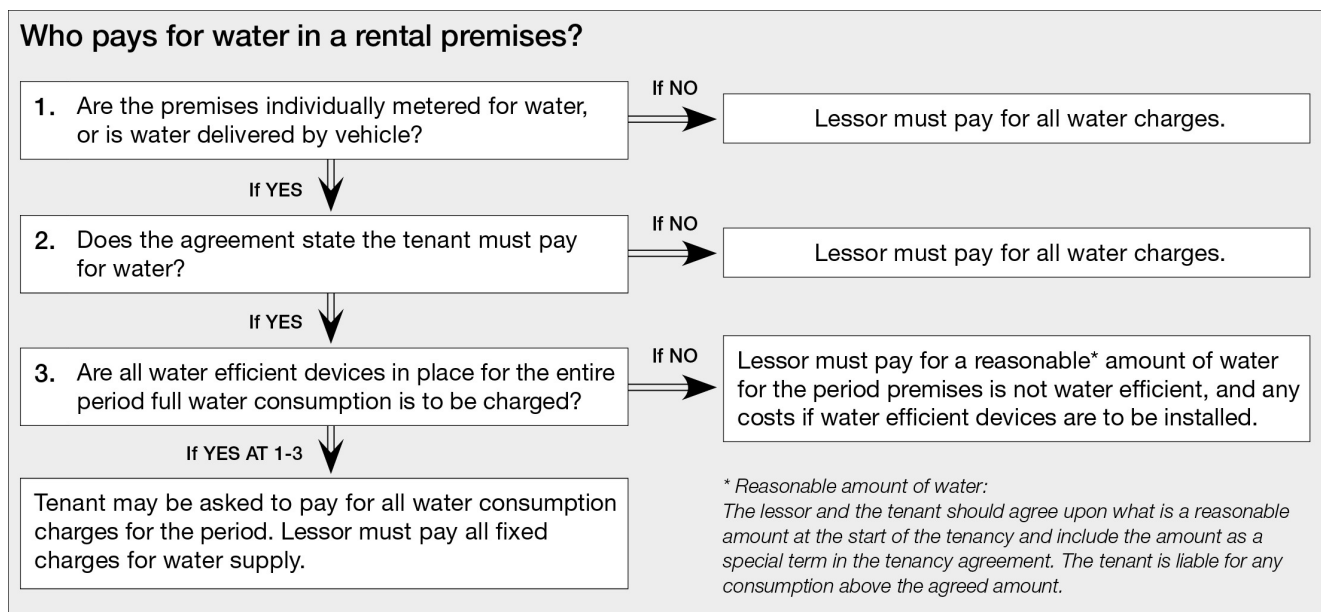 Who pays for water in a rental premises?
1. Are the premises individually metered for water,
or is water delivered by vehicle?
If NO
Lessor must pay for all water charges.
If YES
2. Does the agreement state the tenant must pay
for water?
If NO
Lessor must pay for all water charges.
If YES
3. Are all water efficient devices in place for the entire
period full water consumption is to be charged?
If NO
Lessor must pay for a reasonable* amount of water
for the period premises is not water efficient, and any
costs if water efficient devices are to be installed.
If YES AT 1-3
Tenant may be asked to pay for all water consumption
charges for the period. Lessor must pay all fixed
charges for water supply.
* Reasonable amount of water:
The lessor and the tenant should agree upon what is a reasonable
amount at the start of the tenancy and include the amount as a
special term in the tenancy agreement. The tenant is liable for any
consumption above the agreed amount.